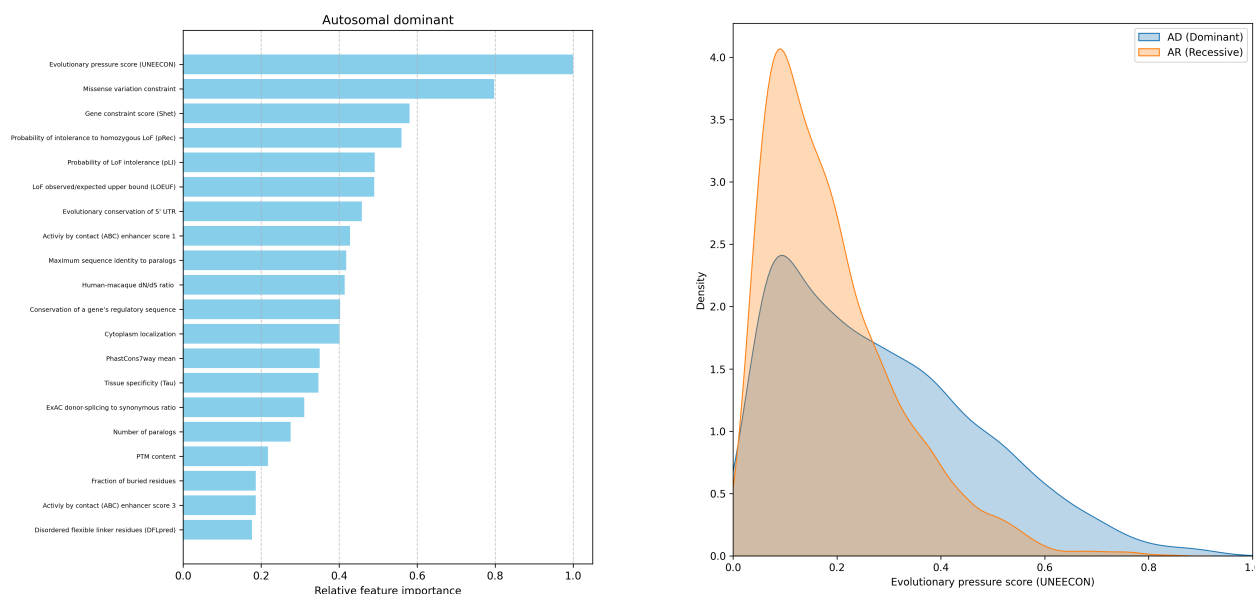 Autosomal dominant
Evolutionary pressure score (UNEECON)
Missense variation constraint
Gene constraint score (Shet)
Probability of intolerance to homozygous LoF (pRec)
Probability of LoF intolerance (pLI)
LoF observed/expected upper bound (LOEUF)
Evolutionary conservation of 5' UTR
Activiy by contact (ABC) enhancer score 1
Maximum sequence identity to paralogs
Human-macaque dN/dS ratio
Conservation of a gene's regulatory sequence
Cytoplasm localization
PhastCons7way mean
Tissue specificity (Tau)
ExAC donor-splicing to synonymous ratio
Number of paralogs
PTM content
Fraction of buried residues
Activiy by contact (ABC) enhancer score 3
Disordered flexible linker residues (DFLpred)
0.0 0.2 0.4 0.6 0.8 1.0
Relative feature importance
AD (Dominant)
AR (Recessive)
4.0
3.5
3.0
2.5
2.0
1.5
1.0
0.5
0.0
Density
0.0 0.2 0.4 0.6 0.8 1.0
Evolutionary pressure score (UNEECON)